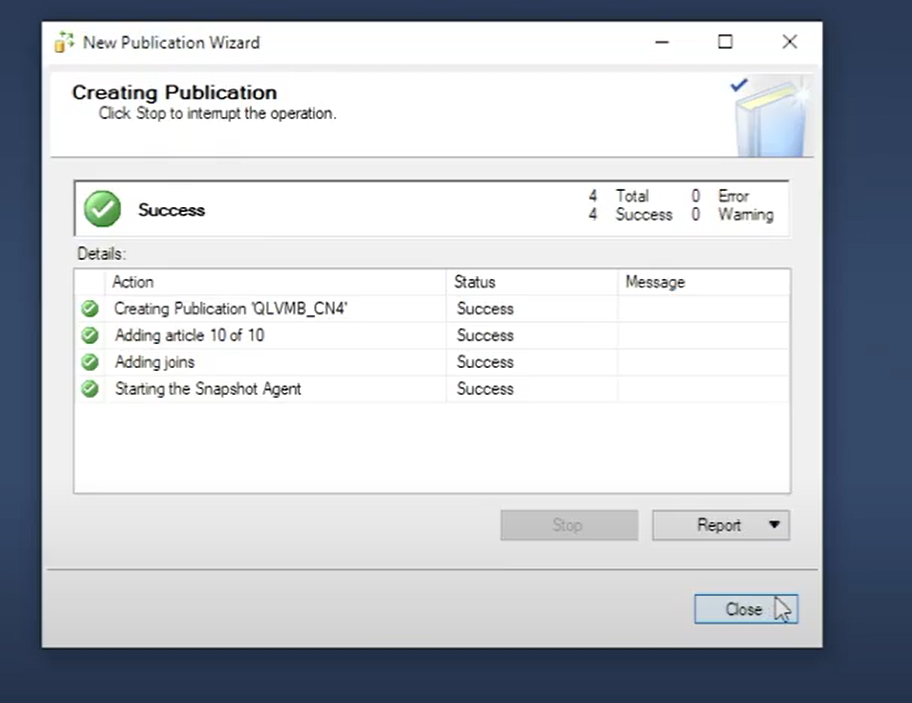 New Publication Wizard
Creating Publication
Click Stop to interrupt the operation.
Success 4 Total 0 Error
4 Success 0 Warning
Details:
Action Status Message
Creating Publication 'QLVMB_CN4' Success
Adding article 10 of 10 Success
Adding joins Success
Starting the Snapshot Agent Success
Stop Report
Close